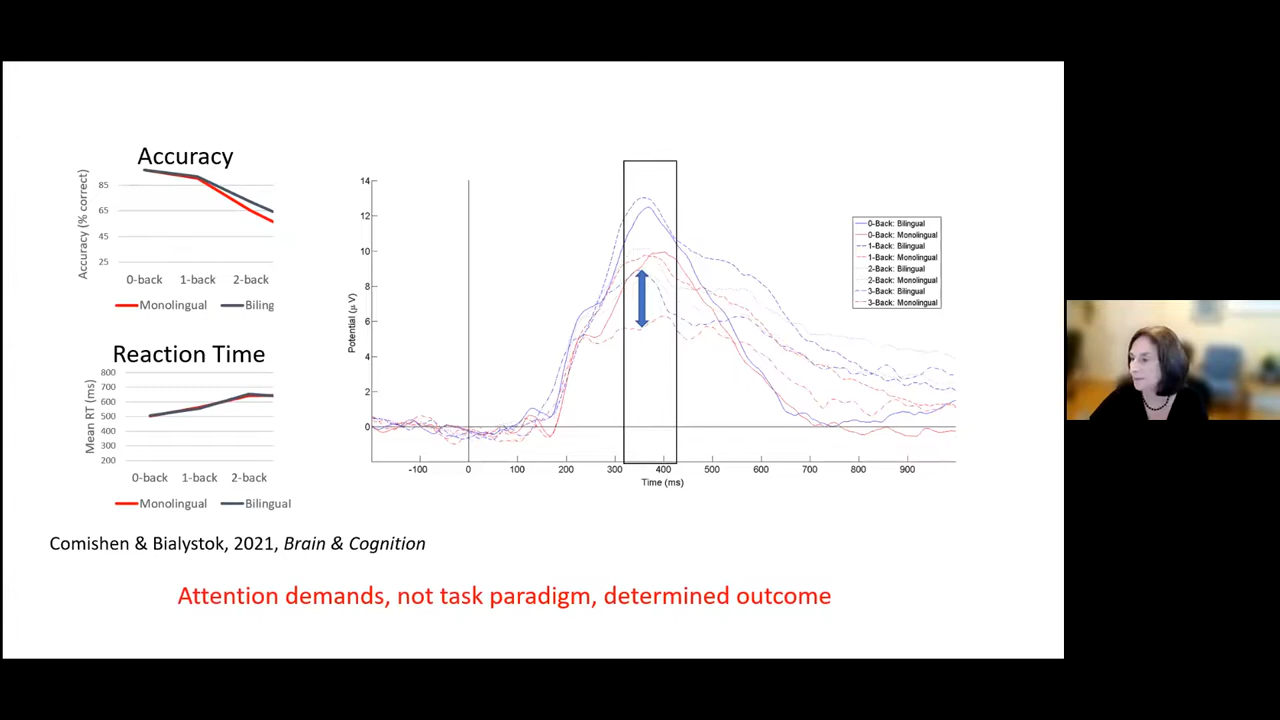 Accuracy
Accuracy (% correct)
85
65
45
25
0-back 1-back 2-back
Monolingual Biling
Reaction Time
Mean RT (ms)
800
700
600
500
400
300
200
0-back 1-back 2-back
Monolingual Bilingual
Potential (μ V)
14
12
10
8
6
4
2
0
-100 0 100 200 300 400 500 600 700 800 900
Time (ms)
0-Back: Bilingual
0-Back: Monolingual
1-Back: Bilingual
1-Back: Monolingual
2-Back: Bilingual
2-Back: Monolingual
3-Back: Bilingual
3-Back: Monolingual
Comishen & Bialystok, 2021, Brain & Cognition
Attention demands, not task paradigm, determined outcome